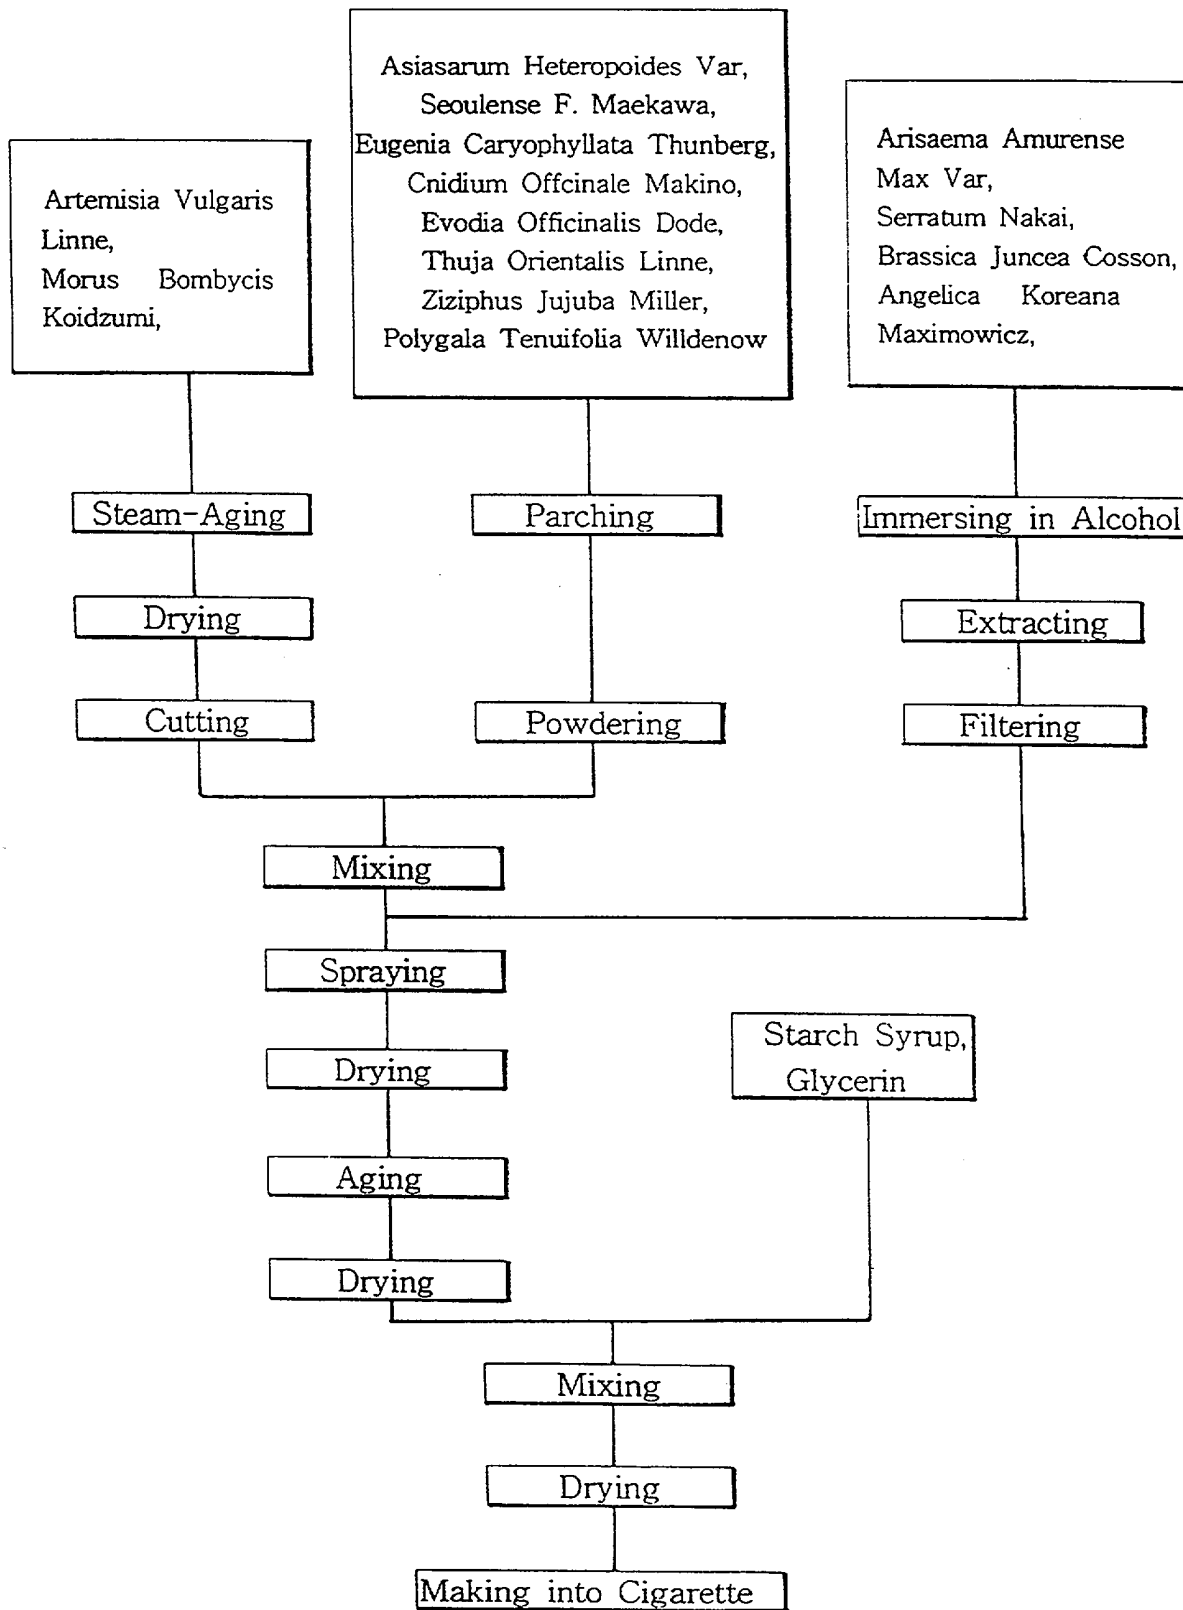 Artemisia Vulgaris
Linne,
Morus Bombycis
Koidzumi,
Asiasarum Heteropoides Var,
Seoulense F. Maekawa,
Eugenia Caryophyllata Thunberg,
Cnidium Offcinale Makino,
Evodia Officinalis Dode,
Thuja Orientalis Linne,
Ziziphus Jujuba Miller,
Polygala Tenuifolia Willdenow
Arisaema Amurense
Max Var,
Serratum Nakai,
Brassica Juncea Cosson,
Angelica Koreana
Maximowicz,
Steam-Aging
Parching
Immersing in Alcohol
Drying
Extracting
Cutting
Powdering
Filtering
Mixing
Spraying
Drying
Starch Syrup,
Glycerin
Aging
Drying
Mixing
Drying
Making into Cigarette